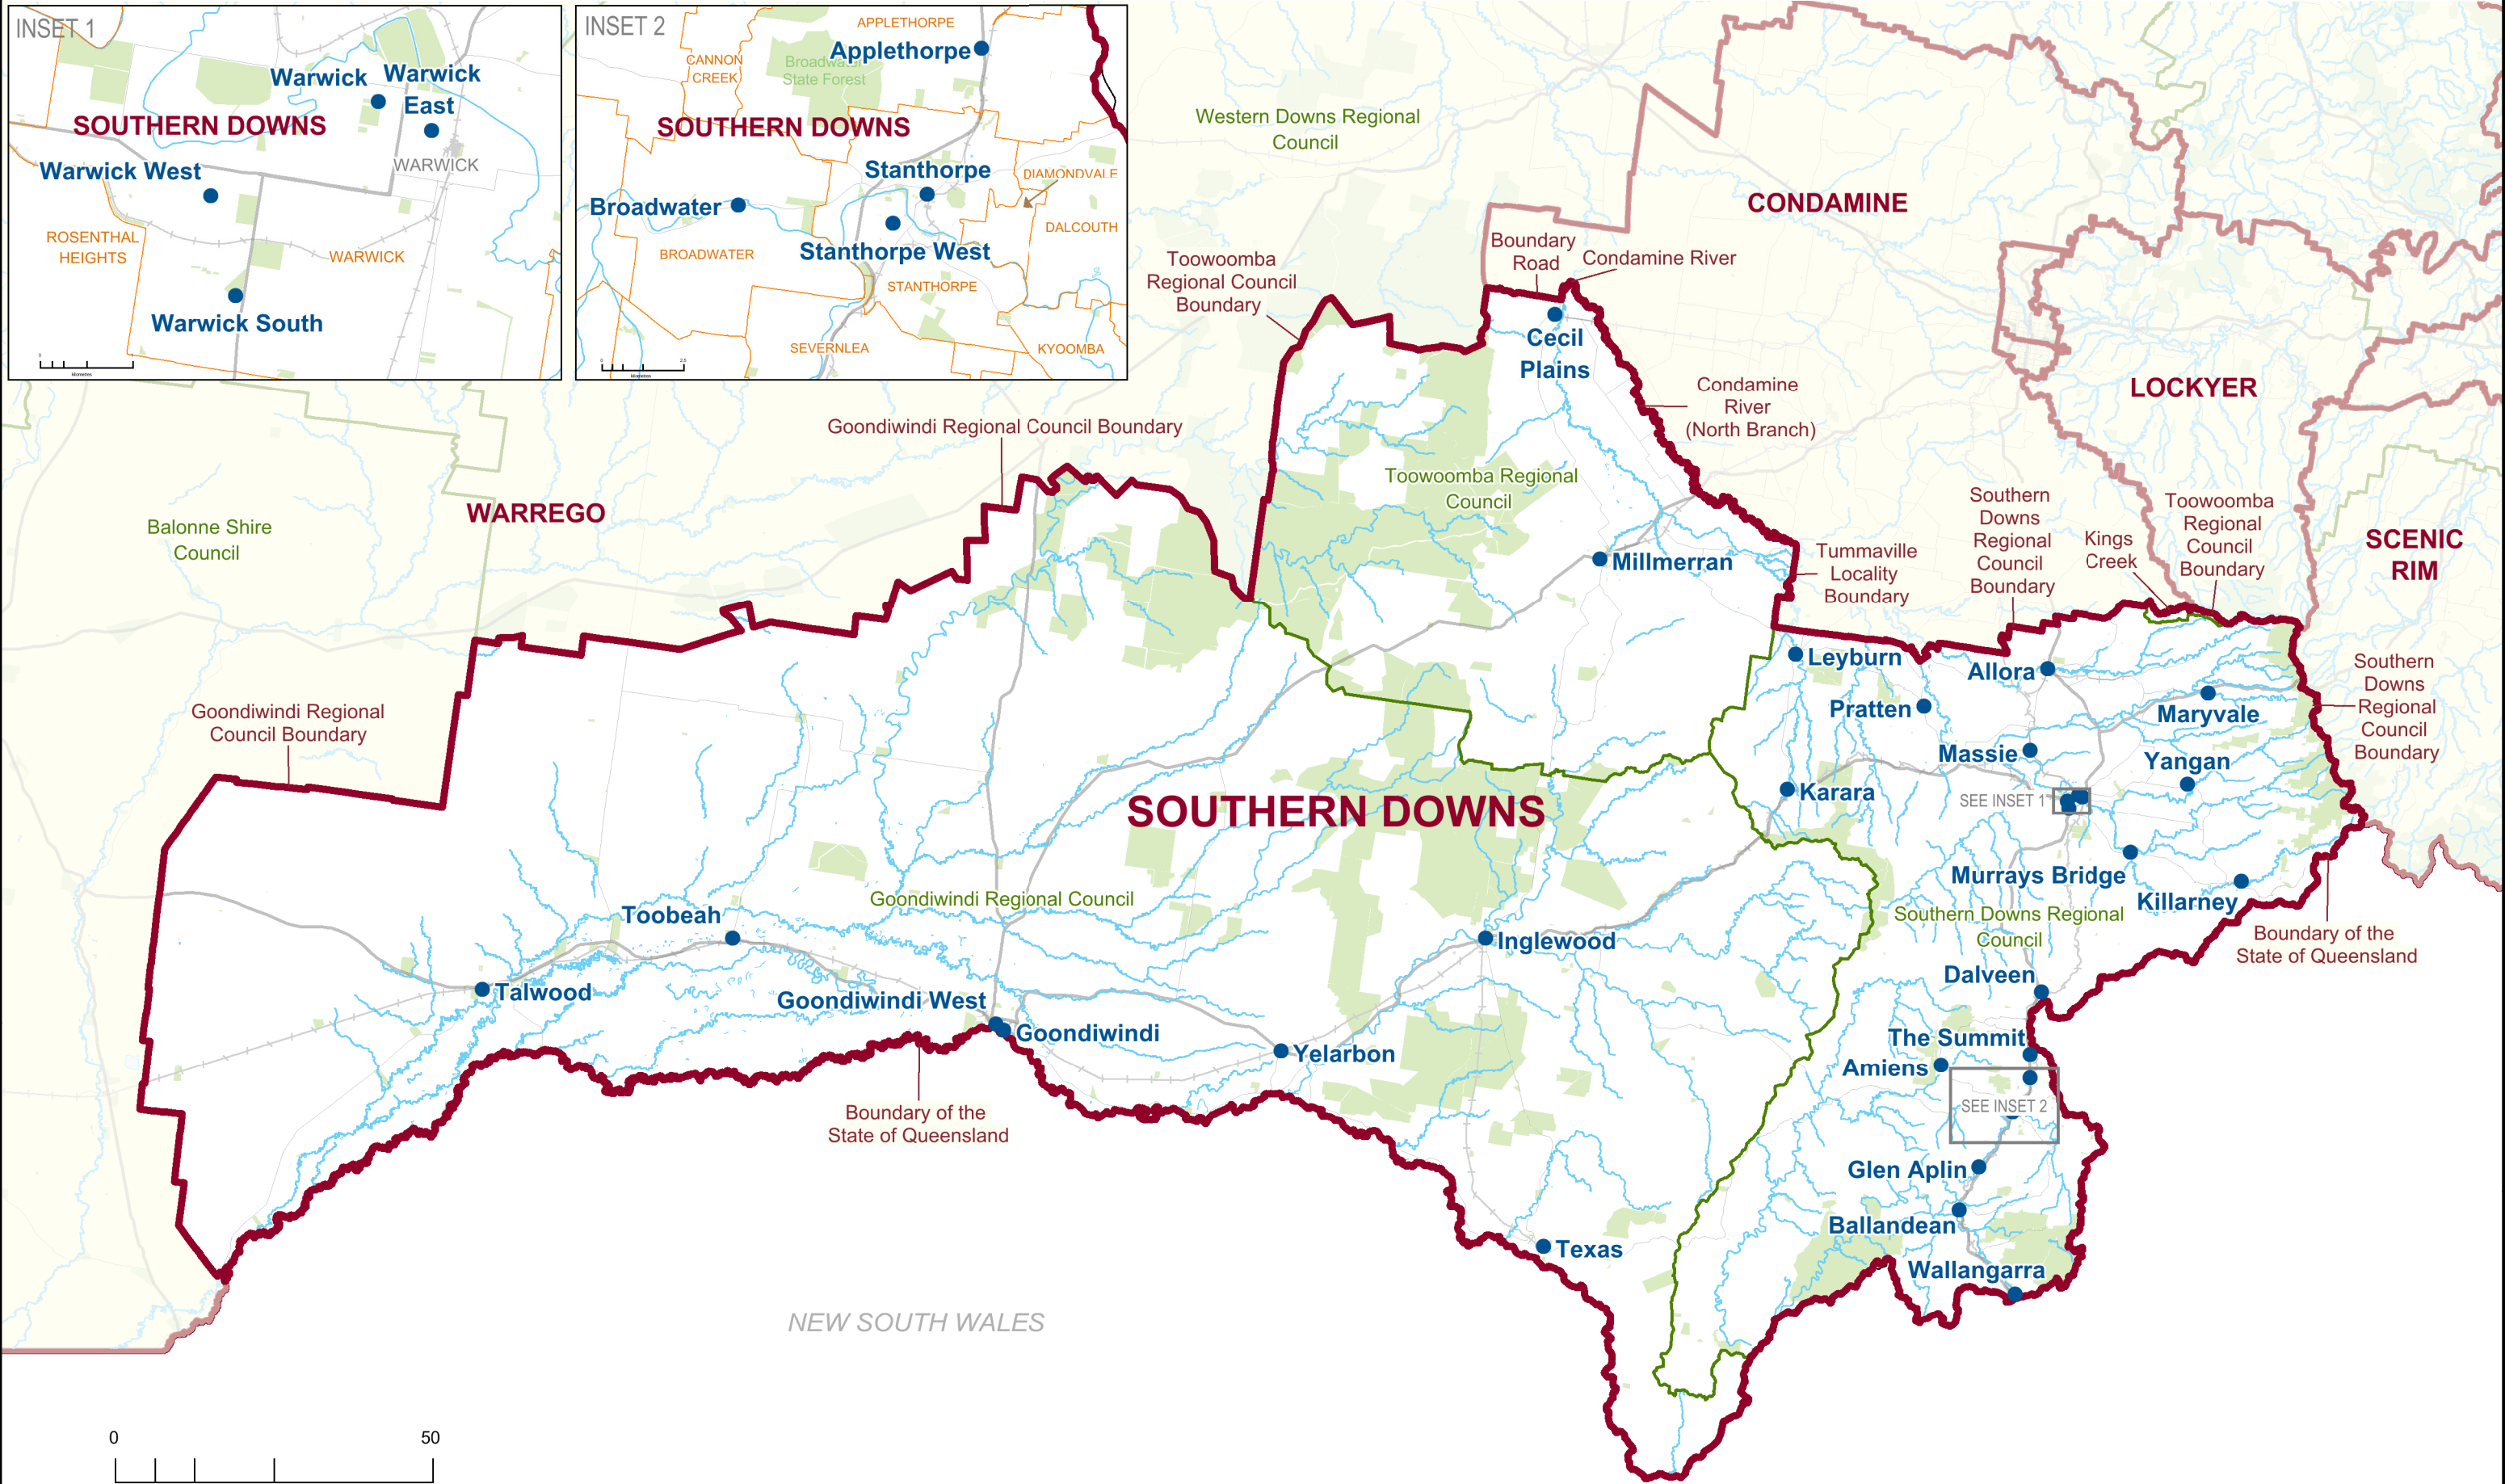 INSET 1
Warwick
Warwick
East
SOUTHERN DOWNS
WARWICK
Warwick West
ROSENTHAL
HEIGHTS
WARWICK
Warwick South
0
kilometres
INSET 2
APPLETHORPE
Applethorpe
CANNON
CREEK
Broadwater
State Forest
SOUTHERN DOWNS
Stanthorpe
DIAMONDVALE
Broadwater
DALCOUTH
Stanthorpe West
BROADWATER
STANTHORPE
SEVERNLEA
KYOOMBA
0
2.5
kilometres
Western Downs Regional
Council
CONDAMINE
Toowoomba
Regional Council
Boundary
Boundary
Road
Condamine River
Cecil
Plains
Condamine
River
(North Branch)
LOCKYER
Goondiwindi Regional Council Boundary
Toowoomba Regional
Council
WARREGO
Balonne Shire
Council
Southern
Downs
Regional
Council
Boundary
Kings
Creek
Toowoomba
Regional
Council
Boundary
SCENIC
RIM
Millmerran
Tummaville
Locality
Boundary
Leyburn
Allora
Southern
Downs
Regional
Council
Boundary
Pratten
Maryvale
Goondiwindi Regional
Council Boundary
Massie
Yangan
Karara
SEE INSET 1
SOUTHERN DOWNS
Murrays Bridge
Killarney
Goondiwindi Regional Council
Southern Downs Regional
Council
Toobeah
Inglewood
Boundary of the
State of Queensland
Dalveen
Talwood
Goondiwindi West
Goondiwindi
The Summit
Yelarbon
Amiens
SEE INSET 2
Boundary of the
State of Queensland
Glen Aplin
Ballandean
Texas
Wallangarra
NEW SOUTH WALES
0
50